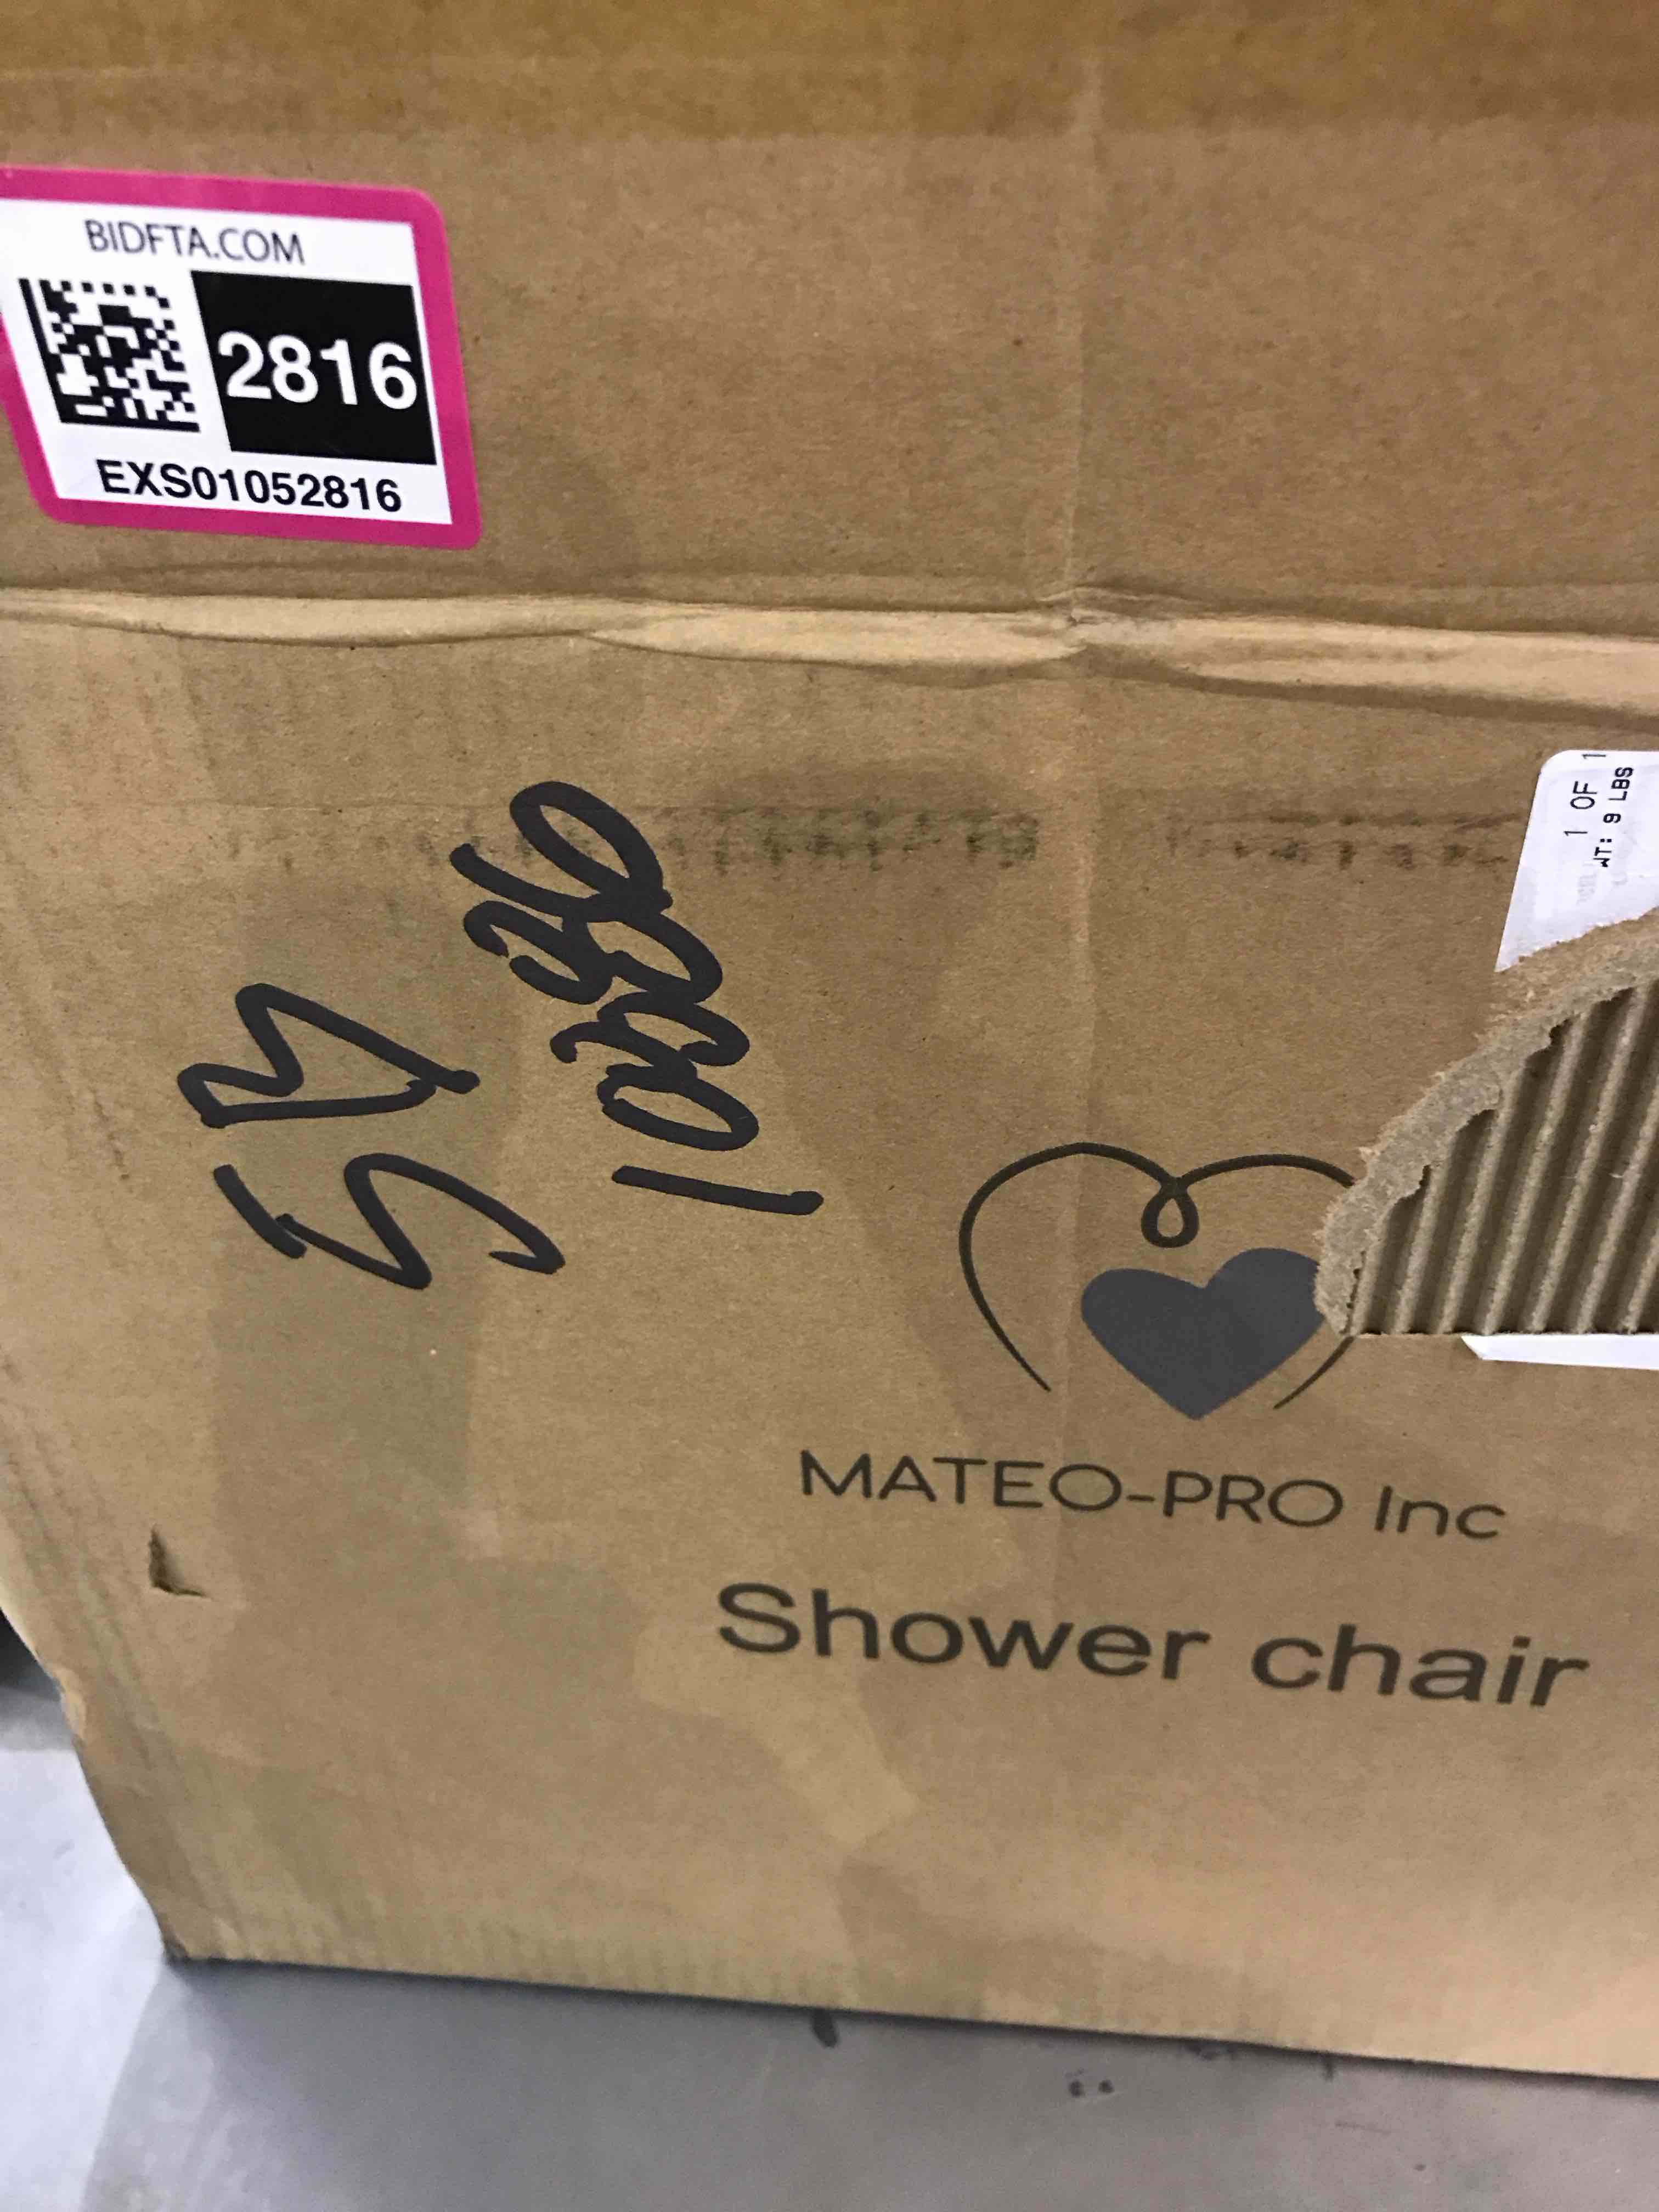 BIDFTA.COM
2816
EXS01052816
1 OF 1
WT: 9 LBS
MATEO-PRO Inc
Shower chair